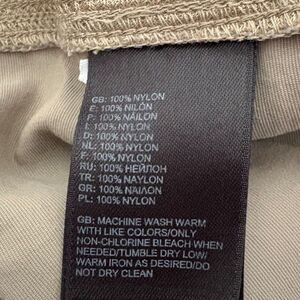 GB: 100% NYLON
E: 100% NILÓN
P: 100% NÁILON
I: 100% NYLON
D: 100% NYLON
NL: 100% NYLON
F: 100% NYLON
RU: 100% НЕЙЛОН
TR: 100% NAYLON
GR: 100% ΝΑΪΛΟΝ
PL: 100% NYLON
GB: MACHINE WASH WARM
WITH LIKE COLORS/ONLY
NON-CHLORINE BLEACH WHEN
NEEDED/TUMBLE DRY LOW/
WARM IRON AS DESIRED/DO
NOT DRY CLEAN